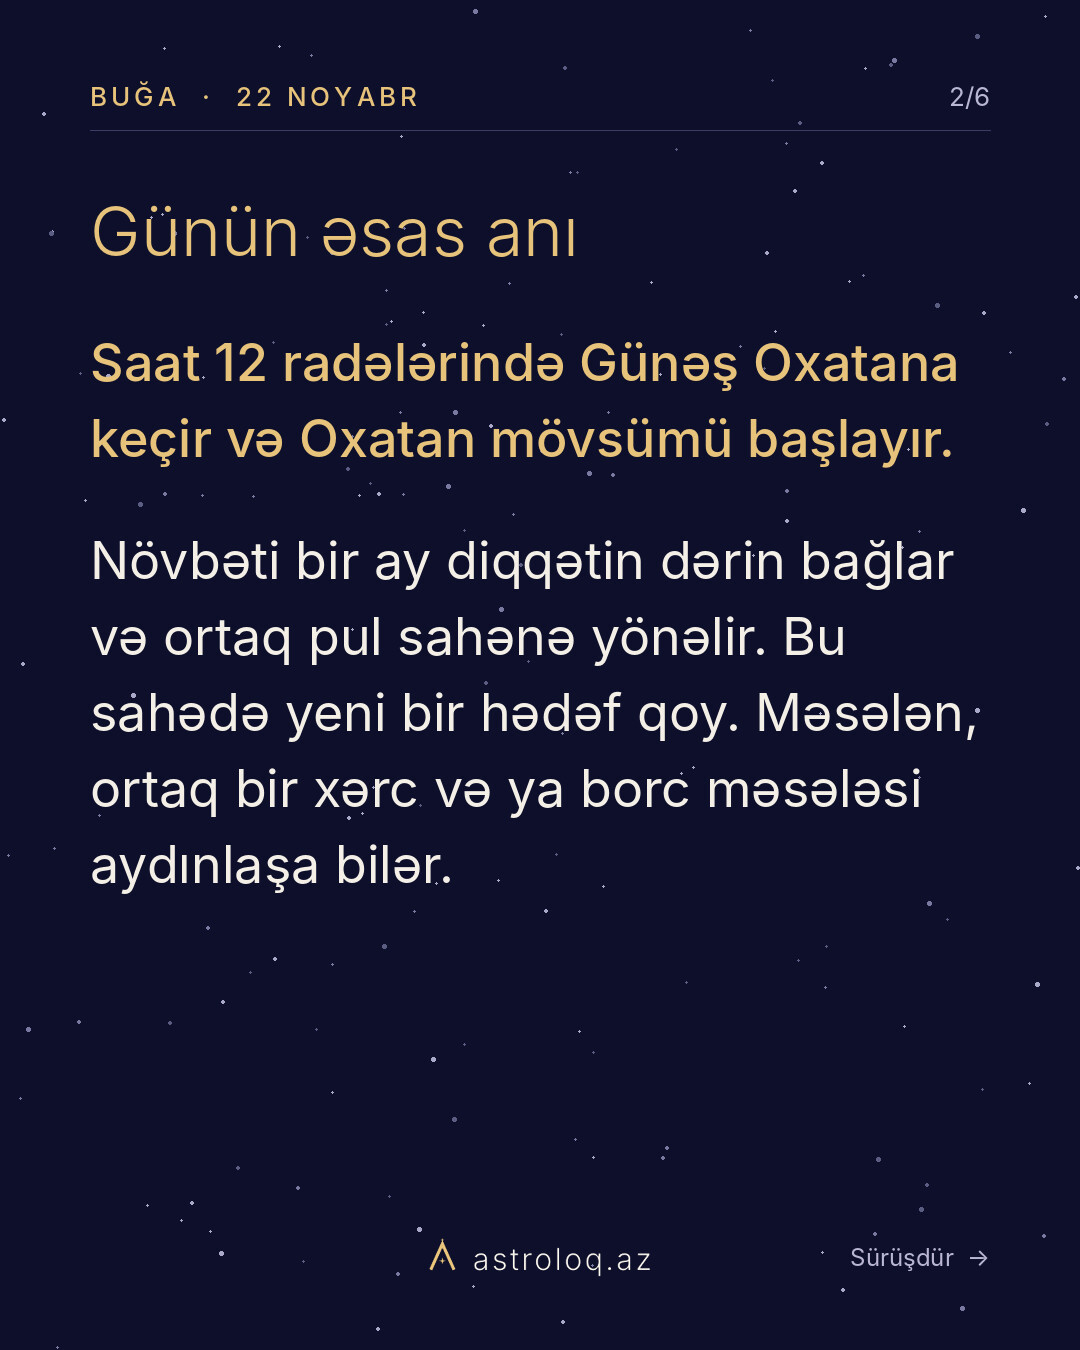 BUĞA · 22 NOYABR 2/6
Günün əsas anı
Saat 12 radələrində Günəş Oxatana
keçir və Oxatan mövsümü başlayır.
Növbəti bir ay diqqətin dərin bağlar
və ortaq pul sahənə yönəlir. Bu
sahədə yeni bir hədəf qoy. Məsələn,
ortaq bir xərc və ya borc məsələsi
aydınlaşa bilər.
astroloq.az Sürüşdür →